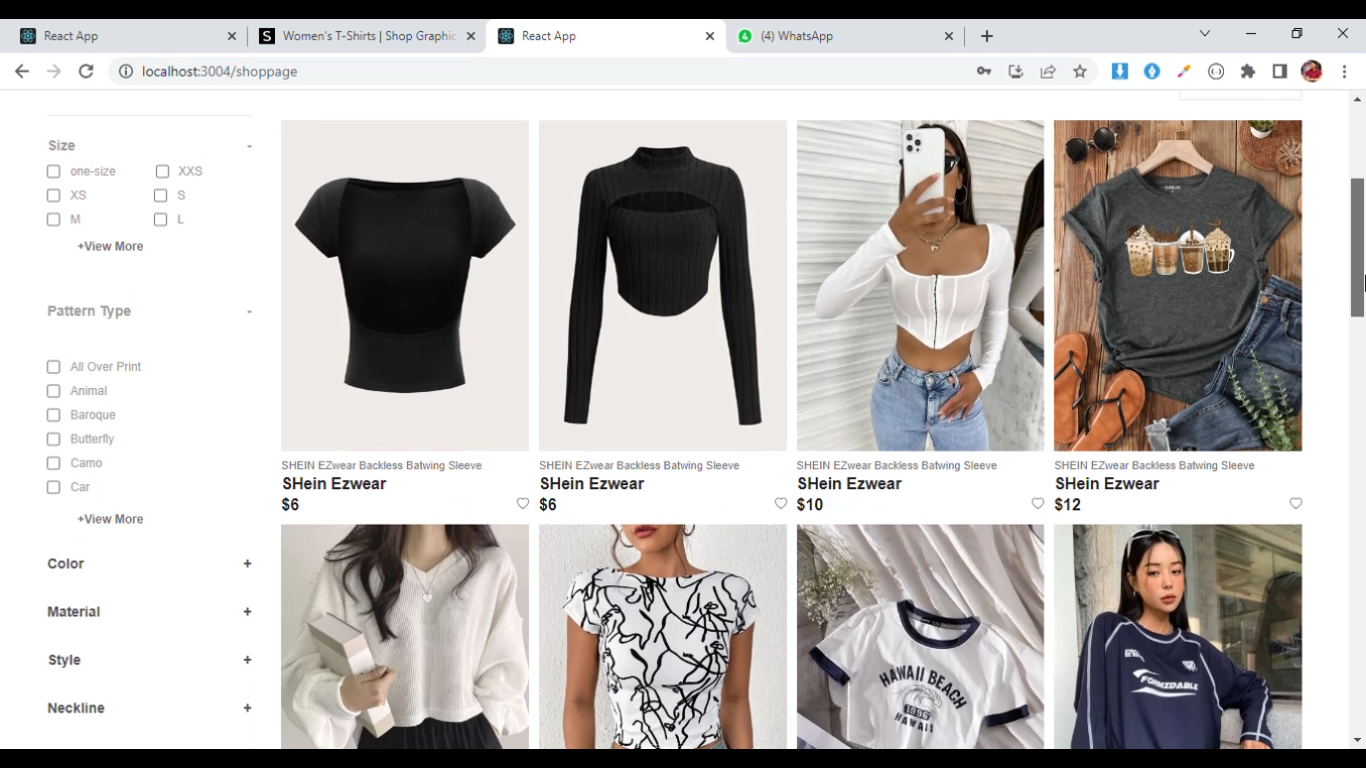 React App
Women's T-Shirts | Shop Graphic
React App
(4) WhatsApp
localhost:3004/shoppage
Size -
one-size XXS
XS S
M L
+View More
Pattern Type -
All Over Print
Animal
Baroque
Butterfly
Camo
Car
+View More
Color +
Material +
Style +
Neckline +
SHEIN EZwear Backless Batwing Sleeve
SHein Ezwear
$6
SHEIN EZwear Backless Batwing Sleeve
SHein Ezwear
$6
SHEIN EZwear Backless Batwing Sleeve
SHein Ezwear
$10
SHEIN
SHEIN EZwear Backless Batwing Sleeve
SHein Ezwear
$12
HAWAII BEACH
1996
HAWAII
FORMIDABLE